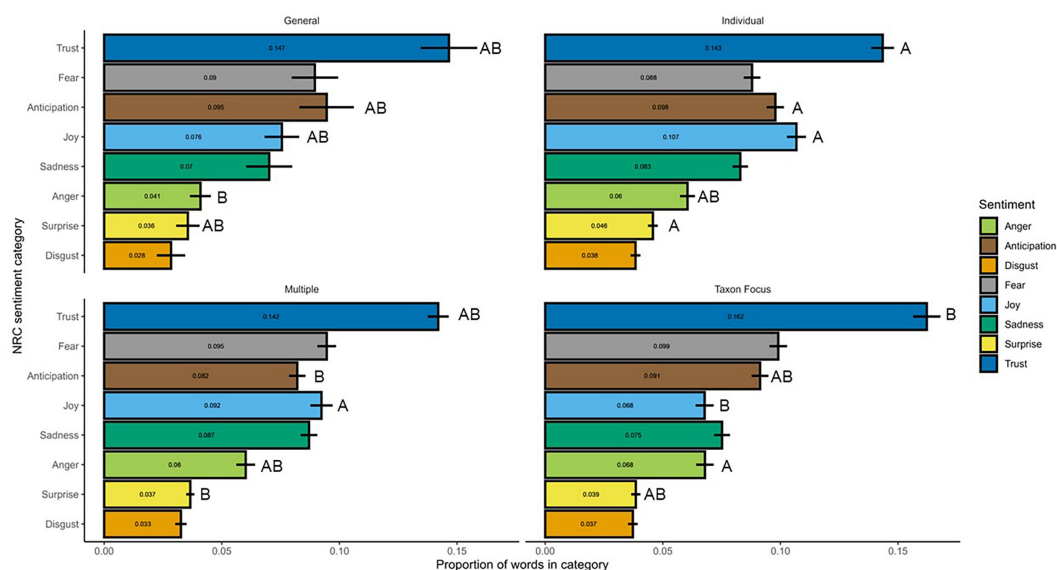 General
Individual
Trust 0.147 AB 0.143 A
Fear 0.09 0.088
Anticipation 0.095 AB 0.098 A
Joy 0.076 AB 0.107 A
Sadness 0.07 0.083
Anger 0.041 B 0.06 AB
Surprise 0.036 AB 0.046 A
Disgust 0.028 0.038
NRC sentiment category
Multiple
Taxon Focus
Trust 0.142 AB 0.162 B
Fear 0.095 0.099
Anticipation 0.082 B 0.091 AB
Joy 0.092 A 0.068 B
Sadness 0.087 0.075
Anger 0.06 AB 0.068 A
Surprise 0.037 B 0.039 AB
Disgust 0.033 0.037
0.00 0.05 0.10 0.15 0.00 0.05 0.10 0.15
Proportion of words in category
Sentiment
Anger
Anticipation
Disgust
Fear
Joy
Sadness
Surprise
Trust